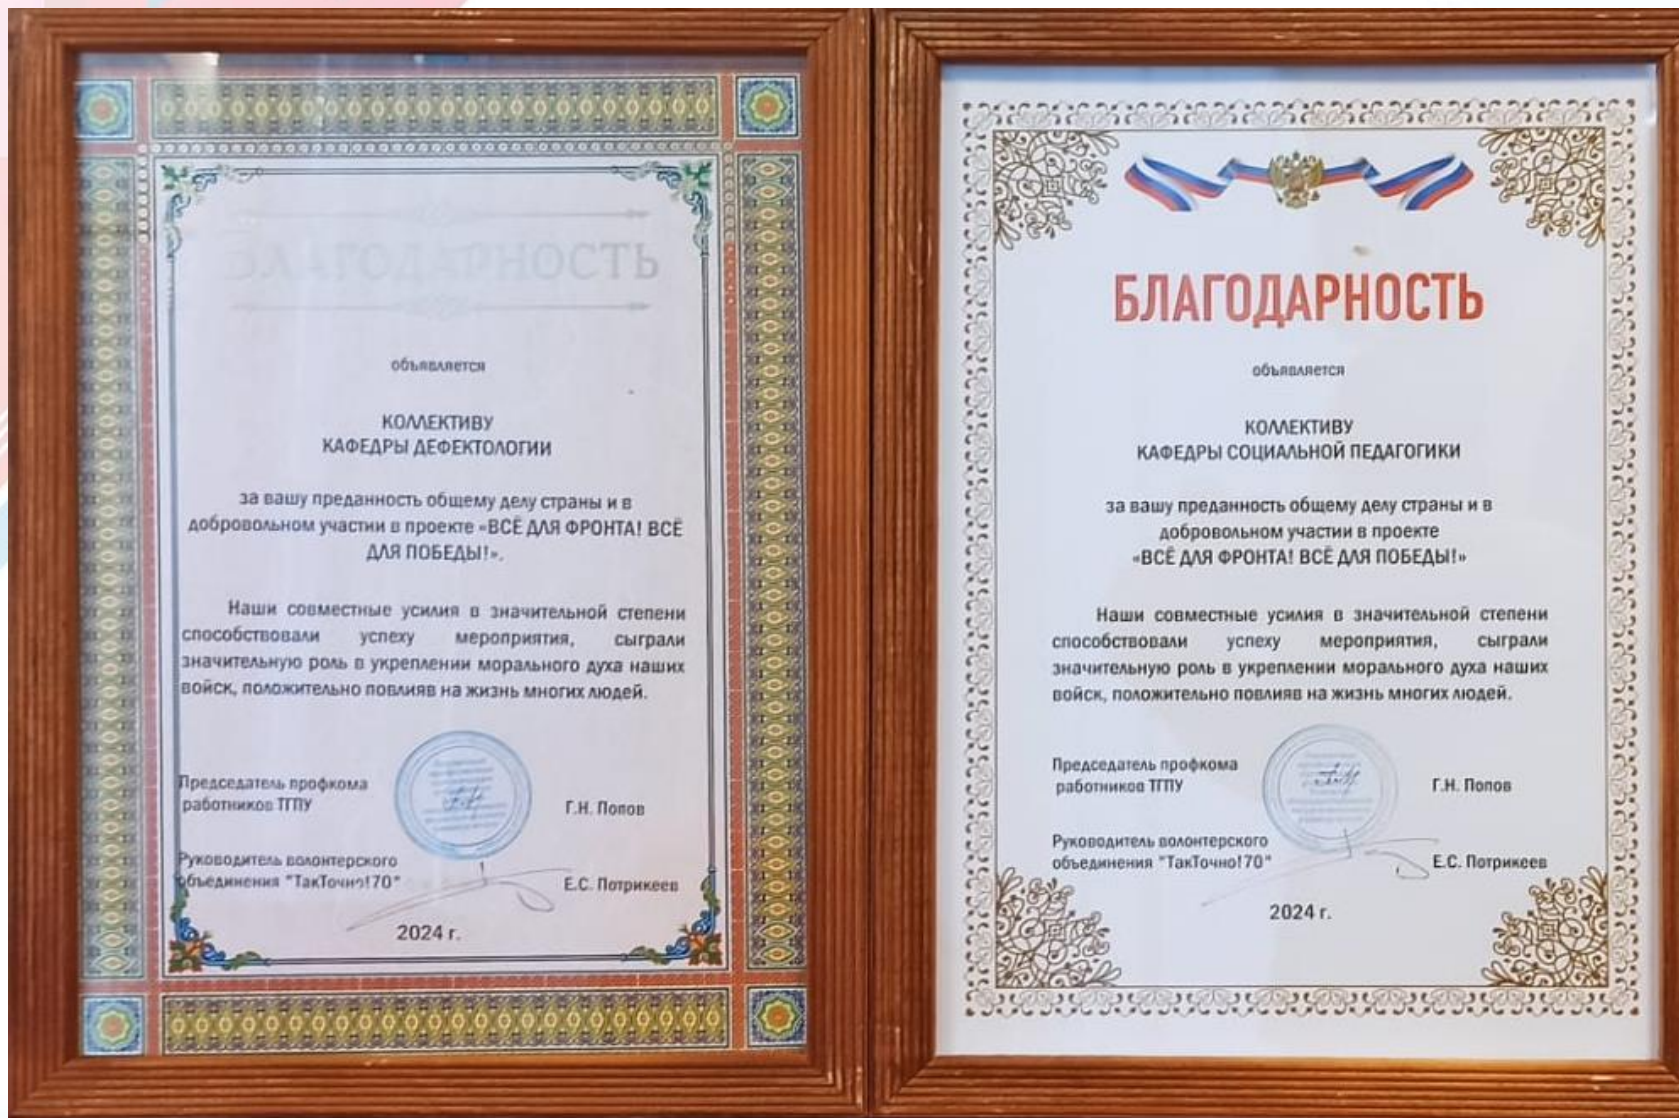 БЛАГОДАРНОСТЬ
объявляется
КОЛЛЕКТИВУ
КАФЕДРЫ ДЕФЕКТОЛОГИИ
за вашу преданность общему делу страны и в
добровольном участии в проекте «ВСЁ ДЛЯ ФРОНТА! ВСЁ
ДЛЯ ПОБЕДЫ!».
Наши совместные усилия в значительной степени
способствовали успеху мероприятия, сыграли
значительную роль в укреплении морального духа наших
войск, положительно повлияв на жизнь многих людей.
Председатель профкома
работников ТГПУ
Г.Н. Попов
Руководитель волонтерского
объединения "ТакТочно!70"
Е.С. Потрикеев
2024 г.
БЛАГОДАРНОСТЬ
объявляется
КОЛЛЕКТИВУ
КАФЕДРЫ СОЦИАЛЬНОЙ ПЕДАГОГИКИ
за вашу преданность общему делу страны и в
добровольном участии в проекте
«ВСЁ ДЛЯ ФРОНТА! ВСЁ ДЛЯ ПОБЕДЫ!»
Наши совместные усилия в значительной степени
способствовали успеху мероприятия, сыграли
значительную роль в укреплении морального духа наших
войск, положительно повлияв на жизнь многих людей.
Председатель профкома
работников ТГПУ
Г.Н. Попов
Руководитель волонтерского
объединения "ТакТочно!70"
Е.С. Потрикеев
2024 г.